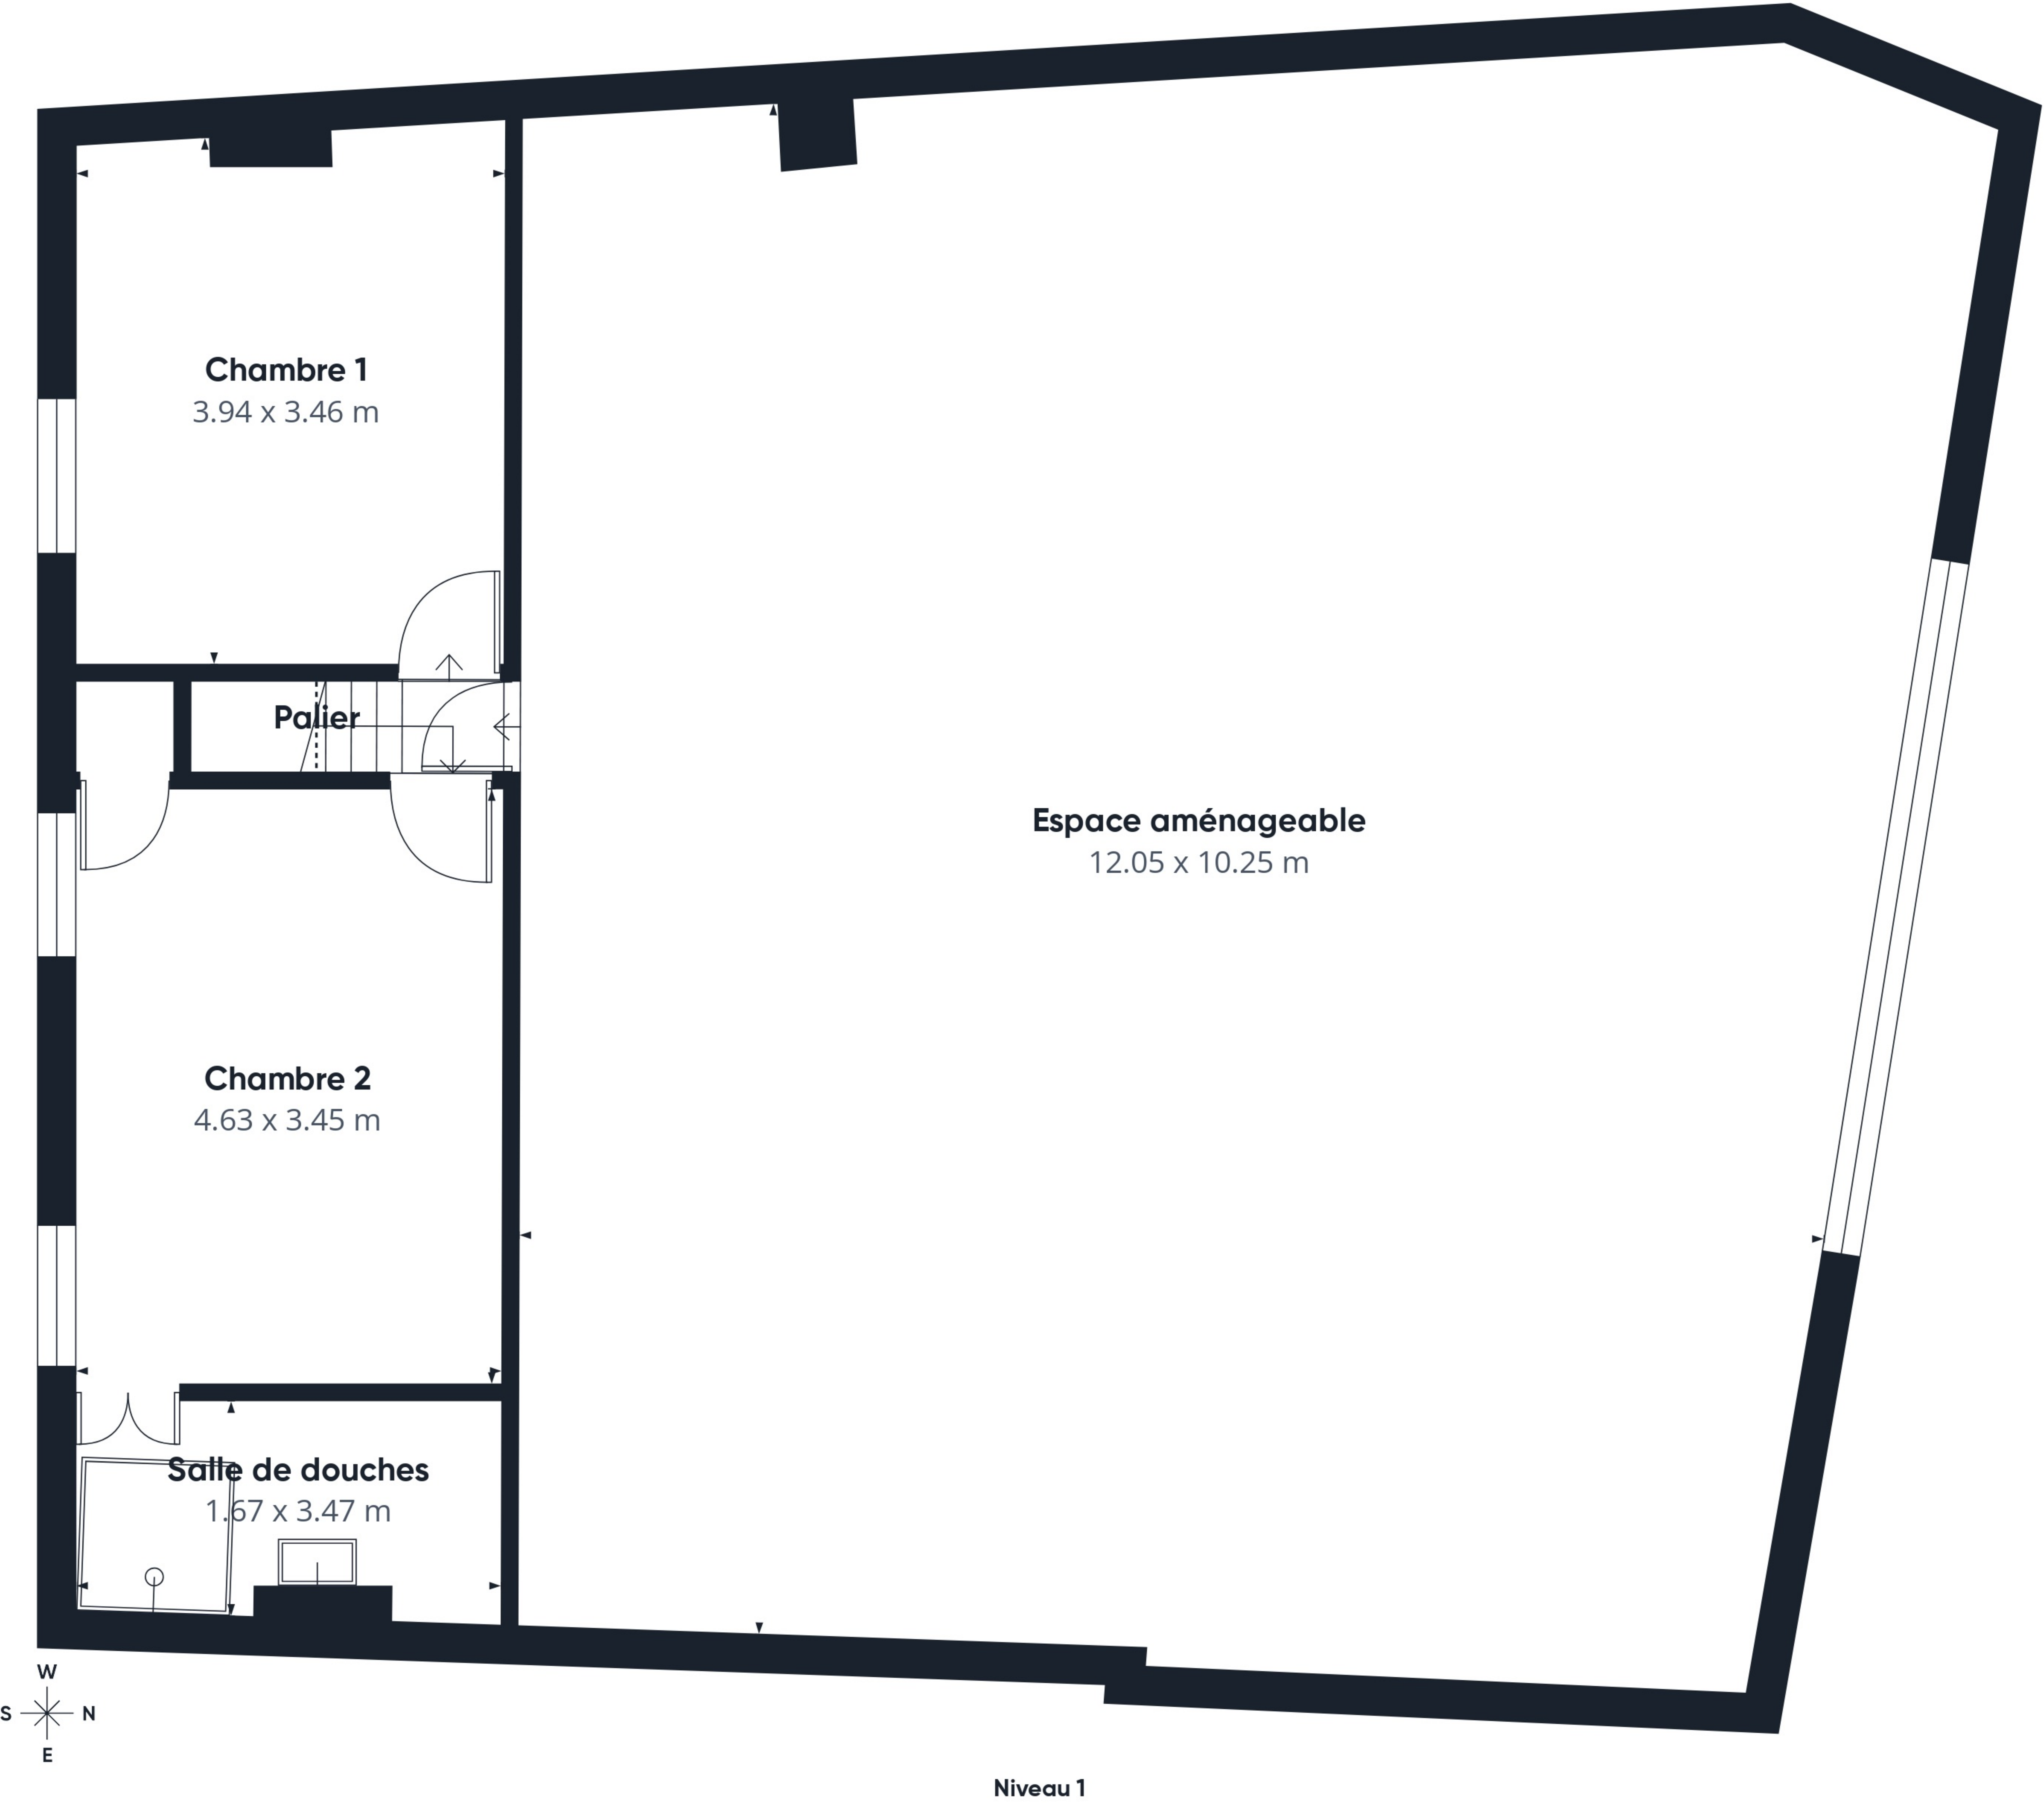 Chambre 1
3.94 x 3.46 m
Palier
Espace aménageable
12.05 x 10.25 m
Chambre 2
4.63 x 3.45 m
Salle de douches
1.67 x 3.47 m
W
S N
E
Niveau 1